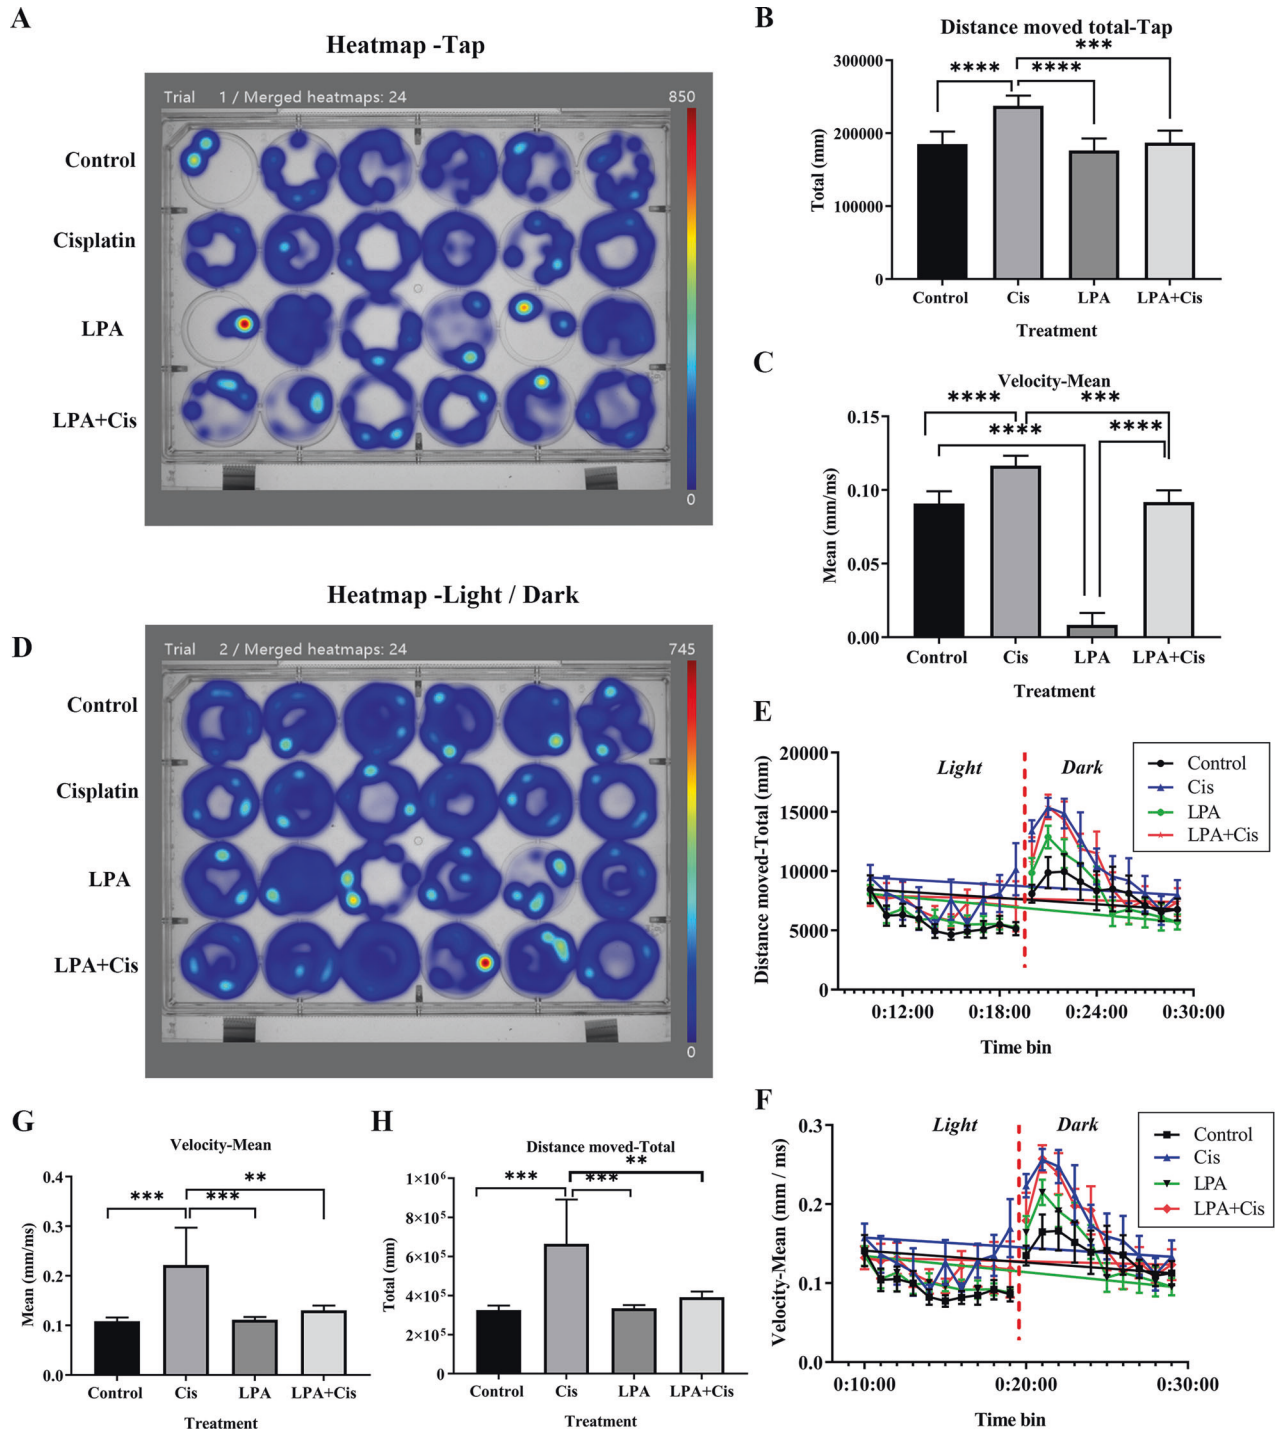 A
Heatmap -Tap
Trial 1 / Merged heatmaps: 24 850
Control
Cisplatin
LPA
LPA+Cis
0
B
Distance moved total-Tap
**** **** ***
300000
200000
100000
0
Total (mm)
Control Cis LPA LPA+Cis
Treatment
C
Velocity-Mean
**** ***
**** ****
0.15
0.10
0.05
0.00
Mean (mm/ms)
Control Cis LPA LPA+Cis
Treatment
Heatmap -Light / Dark
D
Trial 2 / Merged heatmaps: 24 745
Control
Cisplatin
LPA
LPA+Cis
0
E
Light Dark
20000
15000
10000
5000
0
Distance moved-Total (mm)
0:12:00 0:18:00 0:24:00 0:30:00
Time bin
Control
Cis
LPA
LPA+Cis
F
Light Dark
0.3
0.2
0.1
0.0
Velocity-Mean (mm / ms)
0:10:00 0:20:00 0:30:00
Time bin
Control
Cis
LPA
LPA+Cis
G
Velocity-Mean
**
*** ***
0.4
0.3
0.2
0.1
0.0
Mean (mm/ms)
Control Cis LPA LPA+Cis
Treatment
H
Distance moved-Total
**
*** ***
1×10⁶
8×10⁵
6×10⁵
4×10⁵
2×10⁵
0
Total (mm)
Control Cis LPA LPA+Cis
Treatment